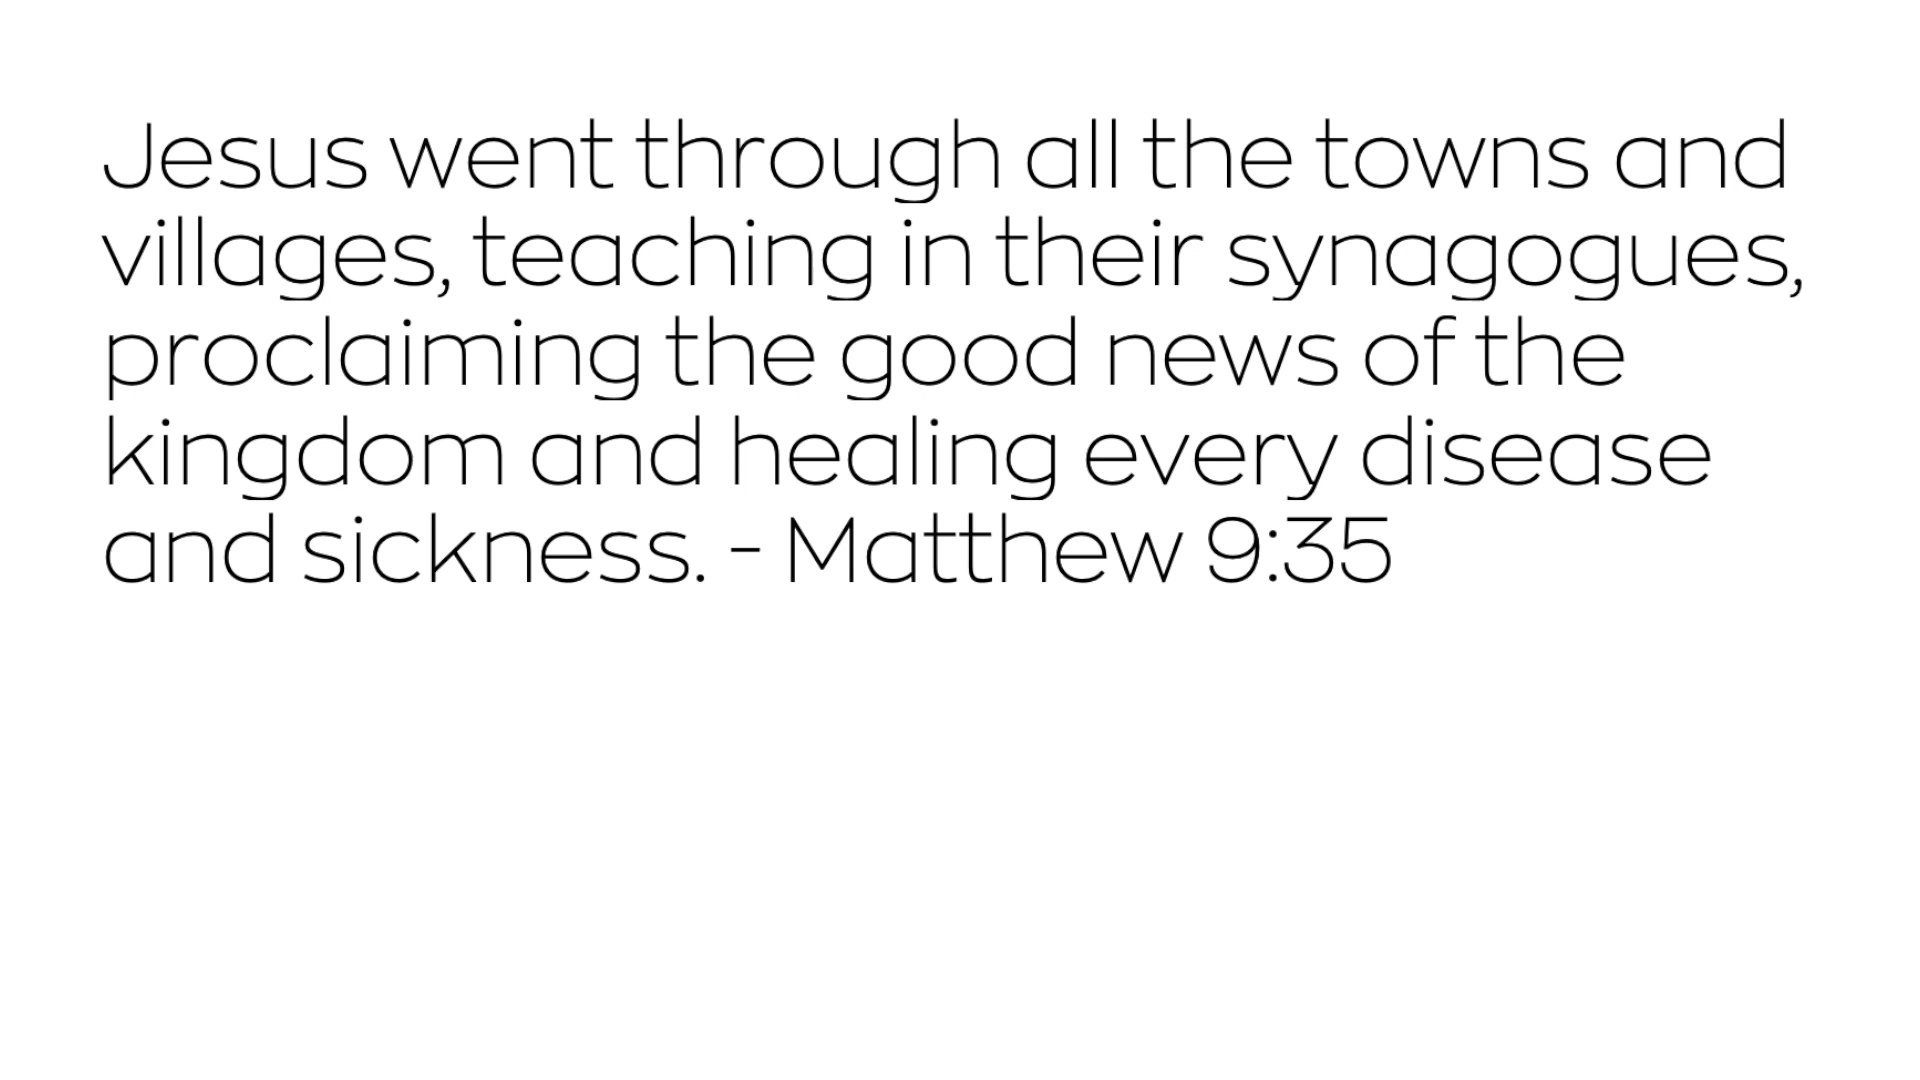 Jesus went through all the towns and
villages, teaching in their synagogues,
proclaiming the good news of the
kingdom and healing every disease
and sickness. - Matthew 9:35